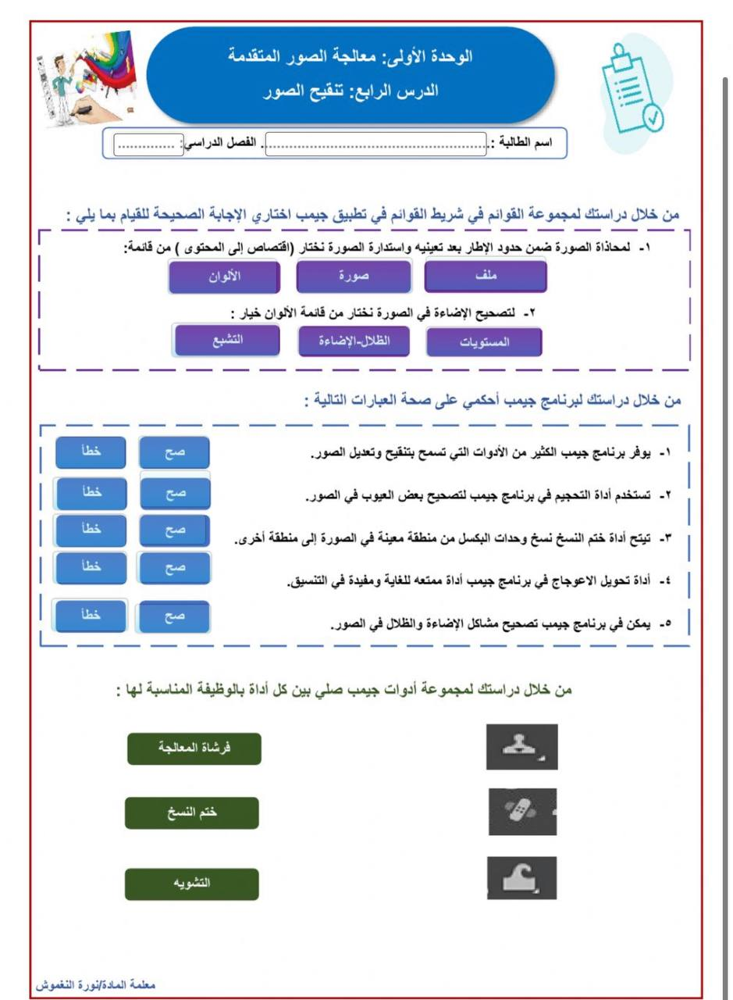 الوحدة الأولى: معالجة الصور المتقدمة
الدرس الرابع: تنقيح الصور
اسم الطالبة :............................................... الفصل الدراسي: ..............
من خلال دراستك لمجموعة القوائم في شريط القوائم في تطبيق جيمب اختاري الإجابة الصحيحة للقيام بما يلي :
١- لمحاذاة الصورة ضمن حدود الإطار بعد تعينيه واستدارة الصورة نختار (اقتصاص إلى المحتوى ) من قائمة:
ملف صورة الألوان
٢- لتصحيح الإضاءة في الصورة نختار من قائمة الألوان خيار :
المستويات الظلال-الإضاءة التشبع
من خلال دراستك لبرنامج جيمب أحكمي على صحة العبارات التالية :
١- يوفر برنامج جيمب الكثير من الأدوات التي تسمح بتنقيح وتعديل الصور. صح خطأ
٢- تستخدم أداة التحجيم في برنامج جيمب لتصحيح بعض العيوب في الصور. صح خطأ
٣- تيتح أداة ختم النسخ نسخ وحدات البكسل من منطقة معينة في الصورة إلى منطقة أخرى. صح خطأ
٤- أداة تحويل الاعوجاج في برنامج جيمب أداة ممتعه للغاية ومفيدة في التنسيق. صح خطأ
٥- يمكن في برنامج جيمب تصحيح مشاكل الإضاءة والظلال في الصور. صح خطأ
من خلال دراستك لمجموعة أدوات جيمب صلي بين كل أداة بالوظيفة المناسبة لها :
فرشاة المعالجة
ختم النسخ
التشويه
معلمة المادة/نورة النغموش